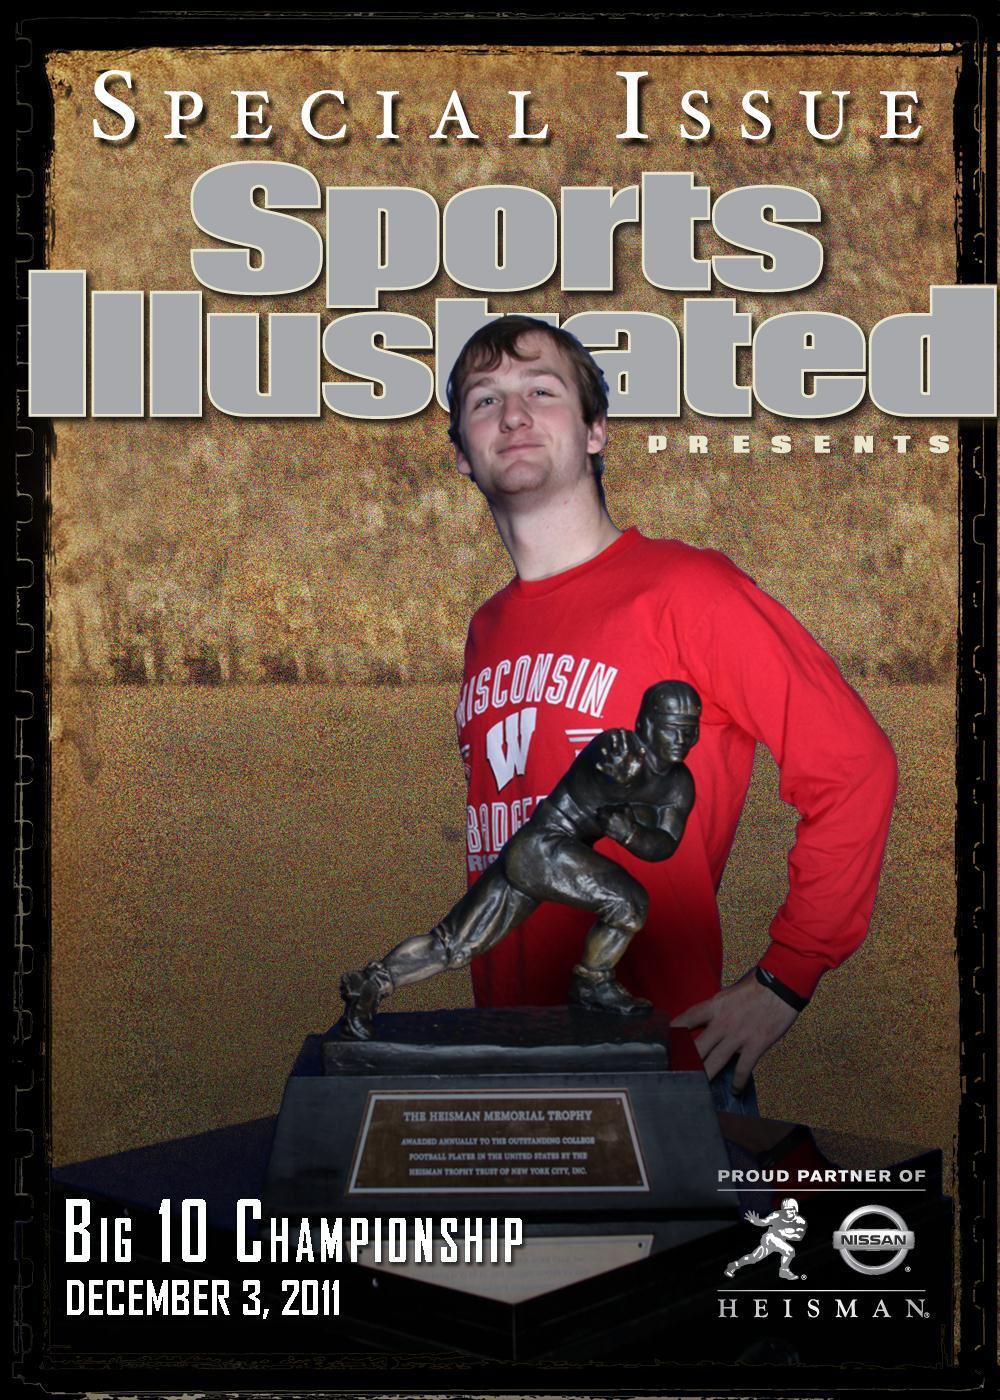 SPECIAL ISSUE
Sports
Illustrated
PRESENTS
WISCONSIN
W
THE HEISMAN MEMORIAL TROPHY
AWARDED ANNUALLY TO THE OUTSTANDING COLLEGE
FOOTBALL PLAYER IN THE UNITED STATES BY THE
HEISMAN TROPHY TRUST OF NEW YORK CITY, INC.
BIG 10 CHAMPIONSHIP
DECEMBER 3, 2011
PROUD PARTNER OF
NISSAN
HEISMAN